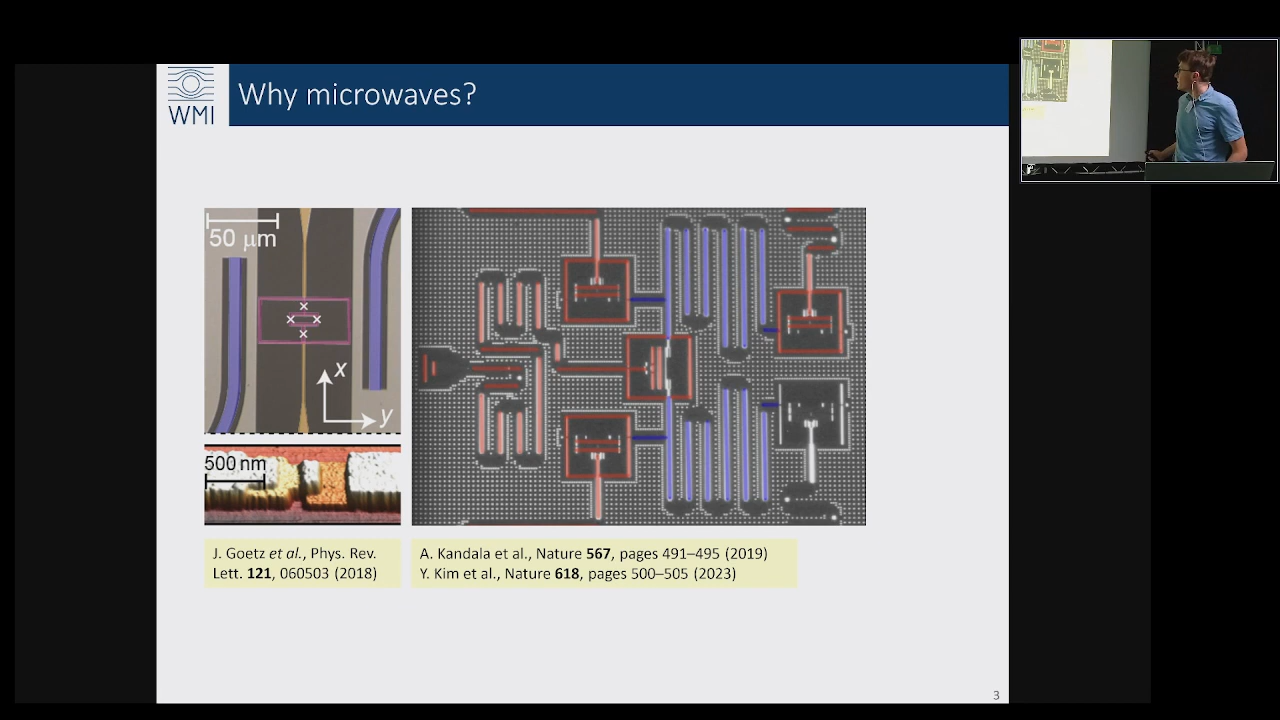 WMI
Why microwaves?
50 μm
x
y
500 nm
J. Goetz et al., Phys. Rev.
Lett. 121, 060503 (2018)
A. Kandala et al., Nature 567, pages 491–495 (2019)
Y. Kim et al., Nature 618, pages 500–505 (2023)
3